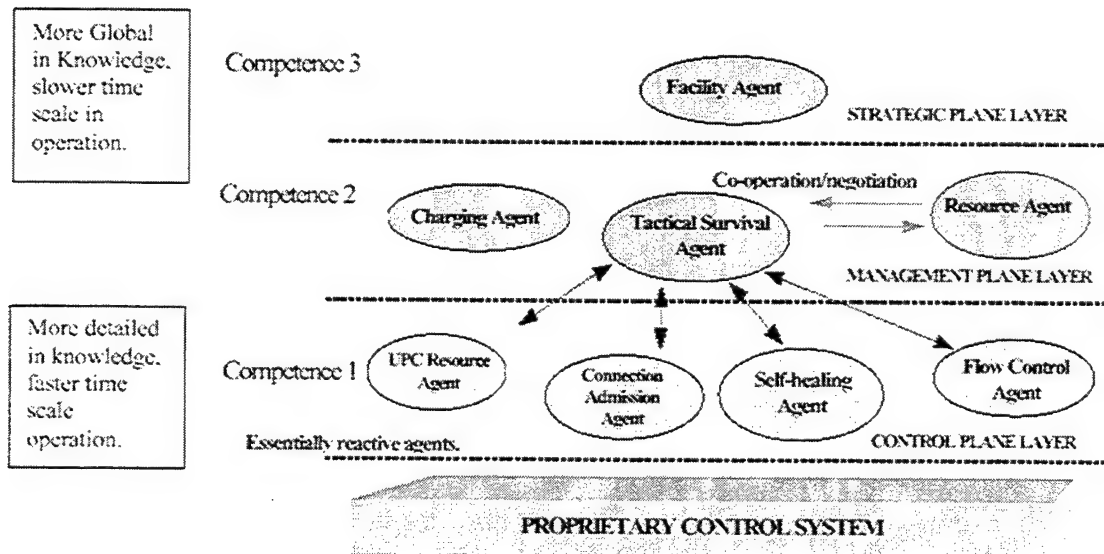 More Global
in Knowledge,
slower time
scale in
operation.
Competence 3
Facility Agent
STRATEGIC PLANE LAYER
Competence 2
Co-operation/negotiation
Charging Agent
Tactical Survival
Agent
Resource Agent
MANAGEMENT PLANE LAYER
More detailed
in knowledge,
faster time
scale
operation.
Competence 1
UPC Resource
Agent
Connection
Admission
Agent
Self-healing
Agent
Flow Control
Agent
Essentially reactive agents.
CONTROL PLANE LAYER
PROPRIETARY CONTROL SYSTEM